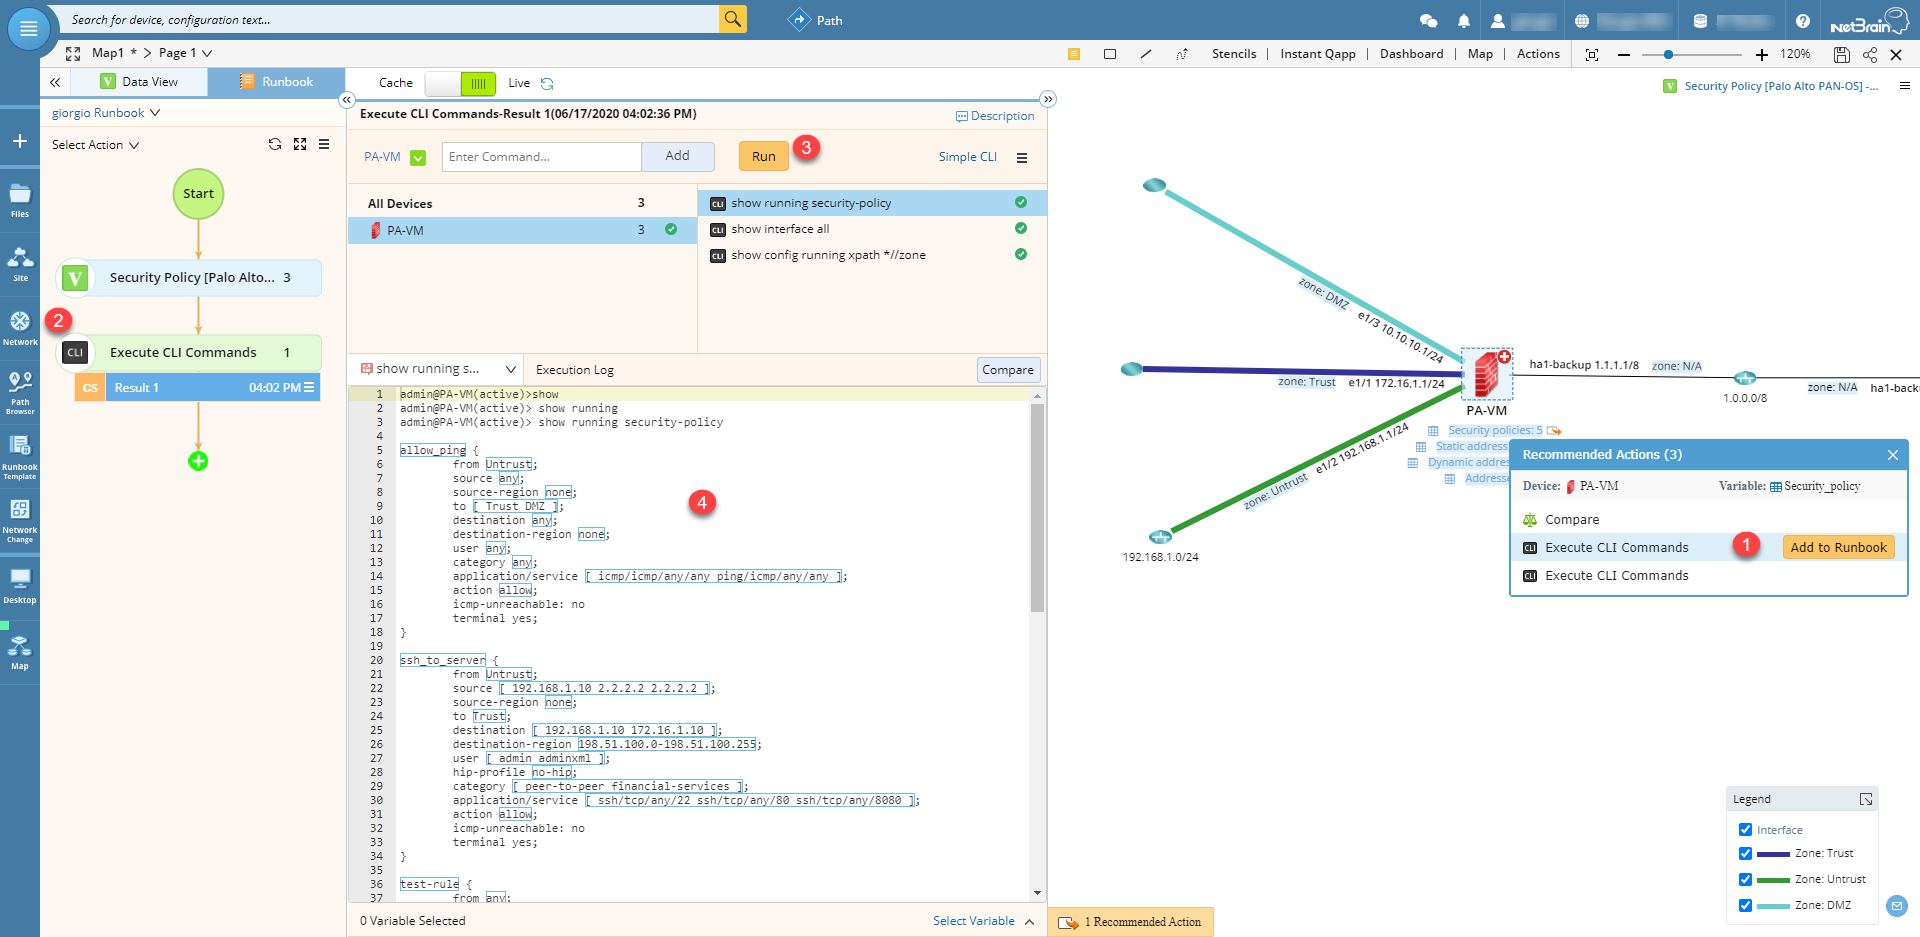 Search for device, configuration text...
Path
NetBrain
Map1 * > Page 1
Stencils | Instant Qapp | Dashboard | Map | Actions
120%
Data View
Runbook
Cache
Live
Security Policy [Palo Alto PAN-OS] -...
giorgio Runbook
Select Action
Start
Security Policy [Palo Alto... 3
2
CLI Execute CLI Commands 1
GS Result 1 04:02 PM
Files
Site
Network
Path Browser
Runbook Template
Network Change
Desktop
Map
Execute CLI Commands-Result 1(06/17/2020 04:02:36 PM)
Description
PA-VM
Enter Command...
Add
Run
3
Simple CLI
All Devices 3
PA-VM 3
CLI show running security-policy
CLI show interface all
CLI show config running xpath *//zone
show running s...
Execution Log
Compare
1 admin@PA-VM(active)>show
2 admin@PA-VM(active)> show running
3 admin@PA-VM(active)> show running security-policy
4
5 allow_ping {
6 from Untrust;
7 source any;
8 source-region none;
9 to [ Trust DMZ ];
10 destination any;
11 destination-region none;
12 user any;
13 category any;
14 application/service [ icmp/icmp/any/any ping/icmp/any/any ];
15 action allow;
16 icmp-unreachable: no
17 terminal yes;
18 }
19
20 ssh_to_server {
21 from Untrust;
22 source [ 192.168.1.10 2.2.2.2 2.2.2.2 ];
23 source-region none;
24 to Trust;
25 destination [ 192.168.1.10 172.16.1.10 ];
26 destination-region 198.51.100.0-198.51.100.255;
27 user [ admin adminxml ];
28 hip-profile no-hip;
29 category [ peer-to-peer financial-services ];
30 application/service [ ssh/tcp/any/22 ssh/tcp/any/80 ssh/tcp/any/8080 ];
31 action allow;
32 icmp-unreachable: no
33 terminal yes;
34 }
35
36 test-rule {
37 from any;
4
0 Variable Selected
Select Variable
1 Recommended Action
zone: DMZ
e1/3 10.10.10.1/24
zone: Trust
e1/1 172.16.1.1/24
zone: Untrust
e1/2 192.168.1.1/24
192.168.1.0/24
PA-VM
ha1-backup 1.1.1.1/8
zone: N/A
1.0.0.0/8
zone: N/A
ha1-back
Security policies: 5
Static address
Dynamic addres
Addresse
Recommended Actions (3)
Device: PA-VM
Variable: Security_policy
Compare
CLI Execute CLI Commands
1
Add to Runbook
CLI Execute CLI Commands
Legend
Interface
Zone: Trust
Zone: Untrust
Zone: DMZ